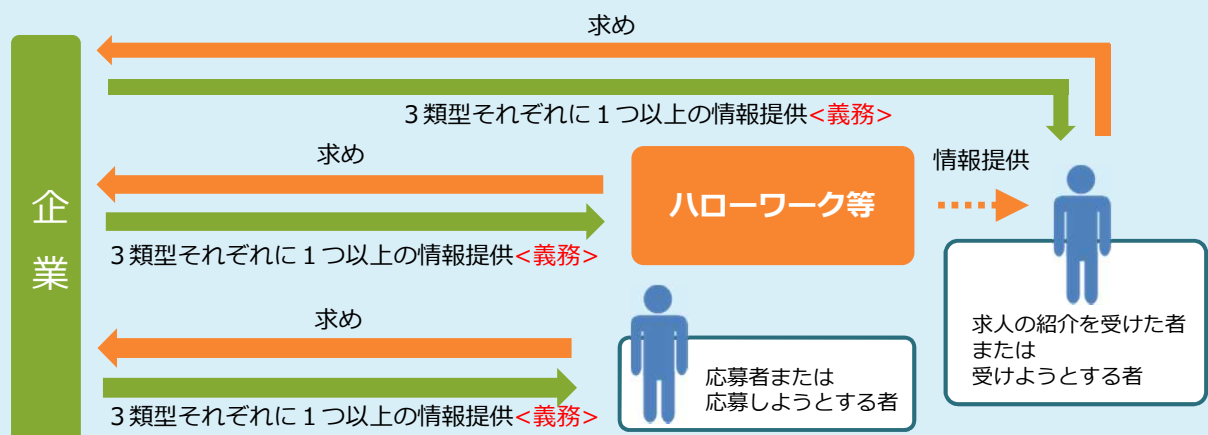 求め
３類型それぞれに１つ以上の情報提供<義務>
求め
ハローワーク等
情報提供
企業
３類型それぞれに１つ以上の情報提供<義務>
求め
求人の紹介を受けた者
または
受けようとする者
応募者または
応募しようとする者
３類型それぞれに１つ以上の情報提供<義務>